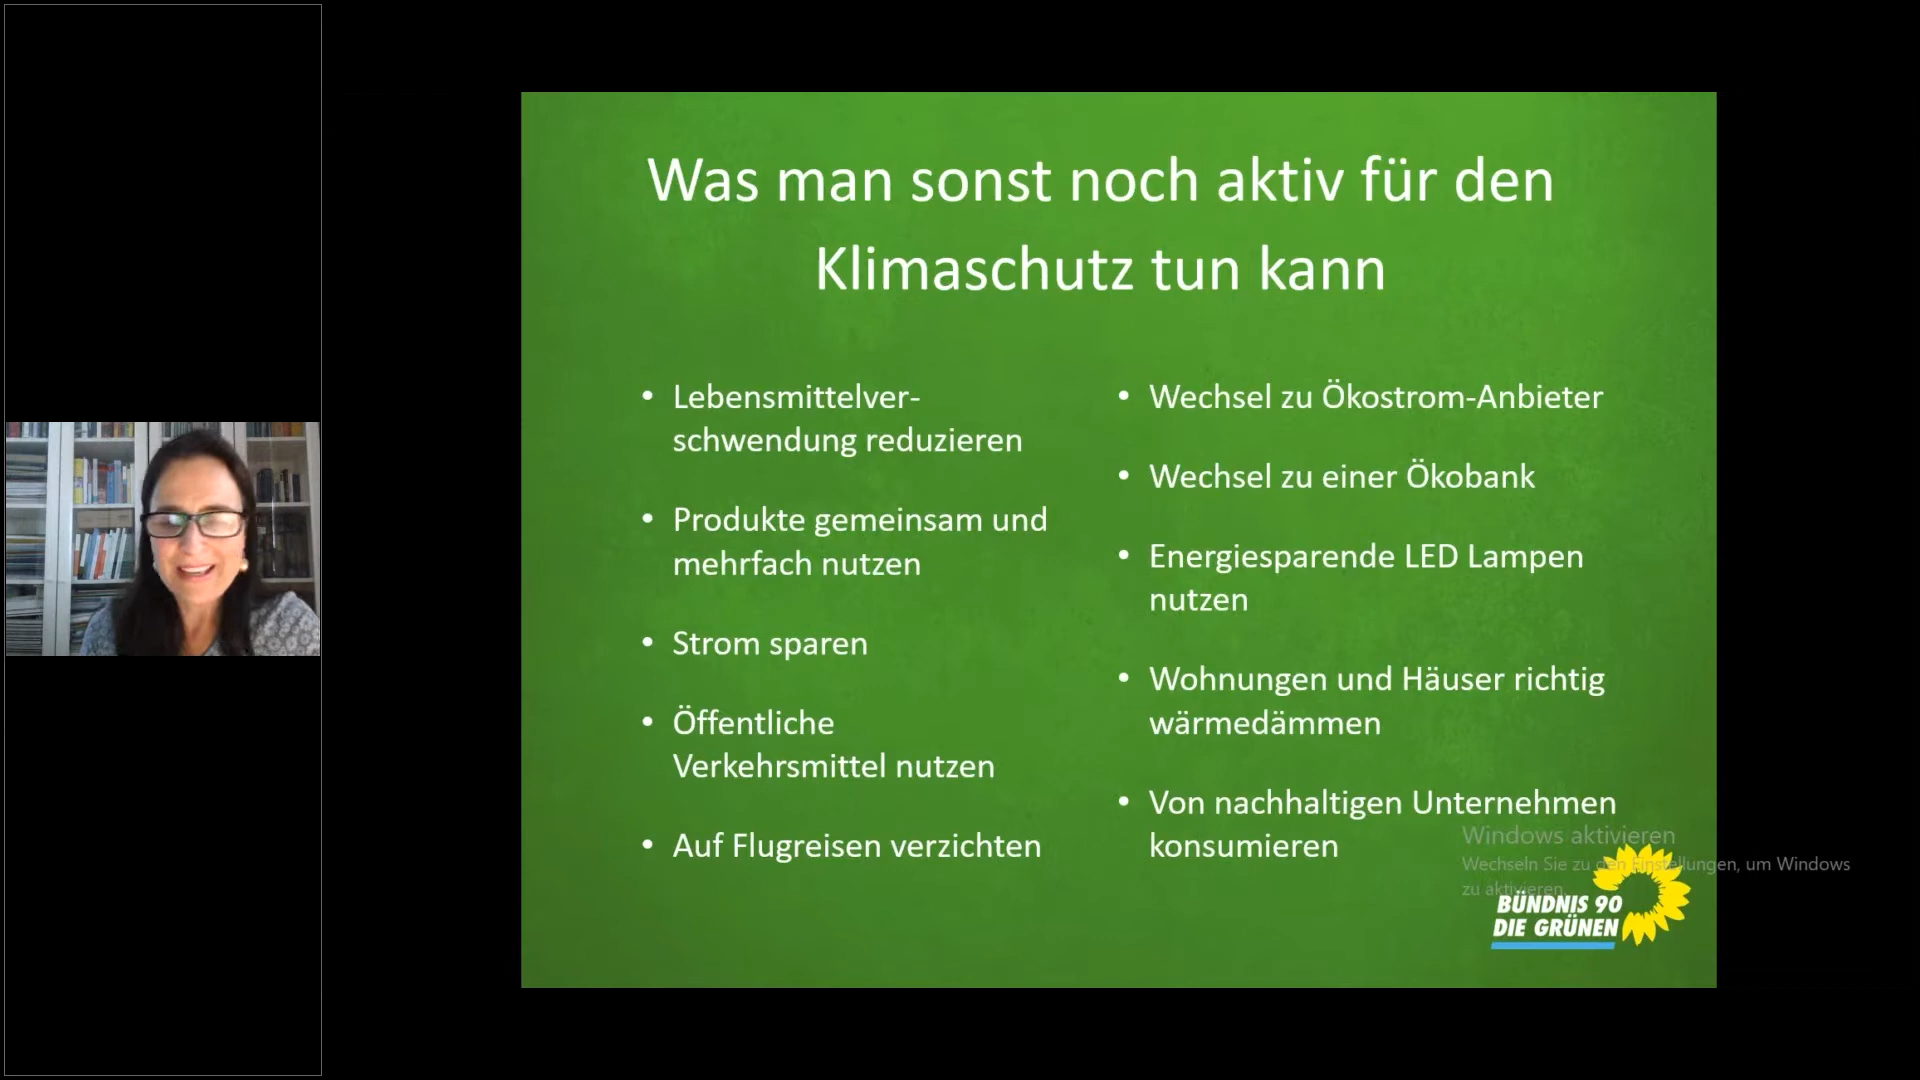 Was man sonst noch aktiv für den
Klimaschutz tun kann
• Lebensmittelver-
schwendung reduzieren
• Produkte gemeinsam und
mehrfach nutzen
• Strom sparen
• Öffentliche
Verkehrsmittel nutzen
• Auf Flugreisen verzichten
• Wechsel zu Ökostrom-Anbieter
• Wechsel zu einer Ökobank
• Energiesparende LED Lampen
nutzen
• Wohnungen und Häuser richtig
wärmedämmen
• Von nachhaltigen Unternehmen
konsumieren
Windows aktivieren
Wechseln Sie zu den Einstellungen, um Windows
zu aktivieren.
BÜNDNIS 90
DIE GRÜNEN